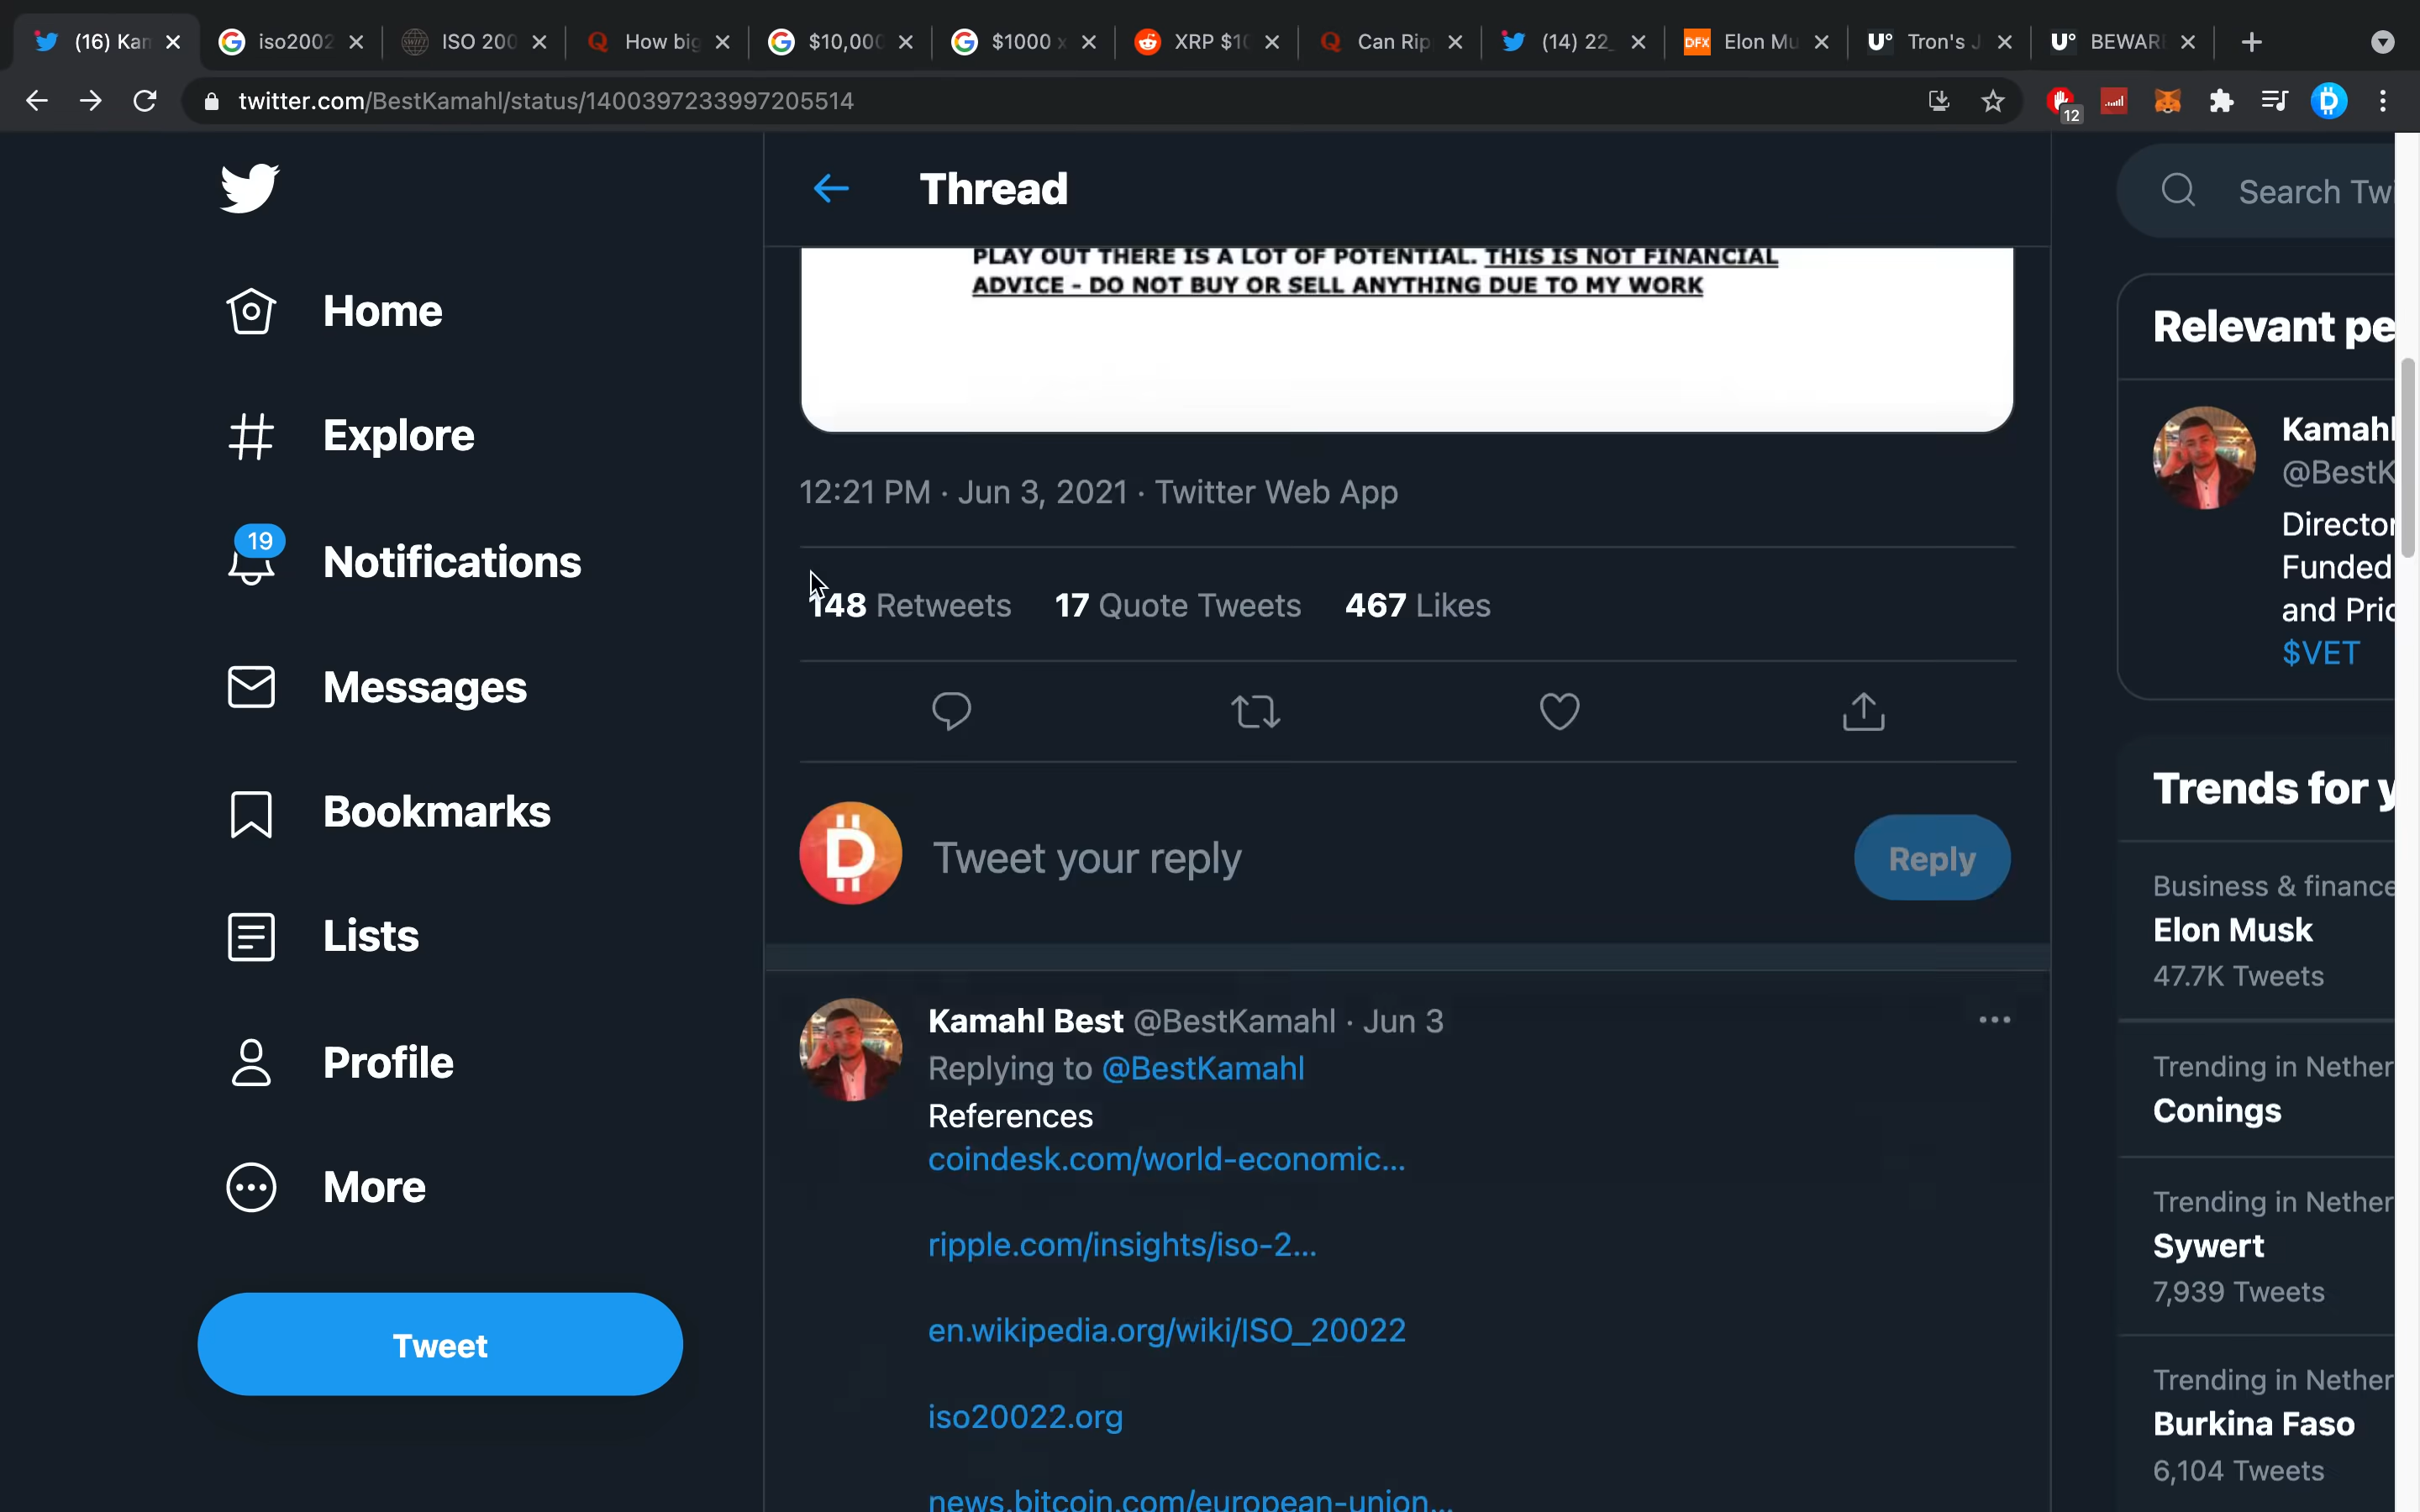 (16) Kan
iso2002
ISO 200
How big
$10,000
$1000 x
XRP $10
Can Rip
(14) 22_
DFX Elon Mu
U° Tron's J
U° BEWAR
twitter.com/BestKamahl/status/1400397233997205514
12
Thread
Search Twi
Home
Explore
19
Notifications
Messages
Bookmarks
Lists
Profile
More
Tweet
PLAY OUT THERE IS A LOT OF POTENTIAL. THIS IS NOT FINANCIAL
ADVICE - DO NOT BUY OR SELL ANYTHING DUE TO MY WORK
12:21 PM · Jun 3, 2021 · Twitter Web App
148 Retweets 17 Quote Tweets 467 Likes
Tweet your reply
Reply
Kamahl Best @BestKamahl · Jun 3
Replying to @BestKamahl
References
coindesk.com/world-economic...
ripple.com/insights/iso-2...
en.wikipedia.org/wiki/ISO_20022
iso20022.org
news.bitcoin.com/european-union...
Relevant pe
Kamahl
@BestK
Director
Funded
and Pric
$VET
Trends for y
Business & finance
Elon Musk
47.7K Tweets
Trending in Nether
Conings
Trending in Nether
Sywert
7,939 Tweets
Trending in Nether
Burkina Faso
6,104 Tweets